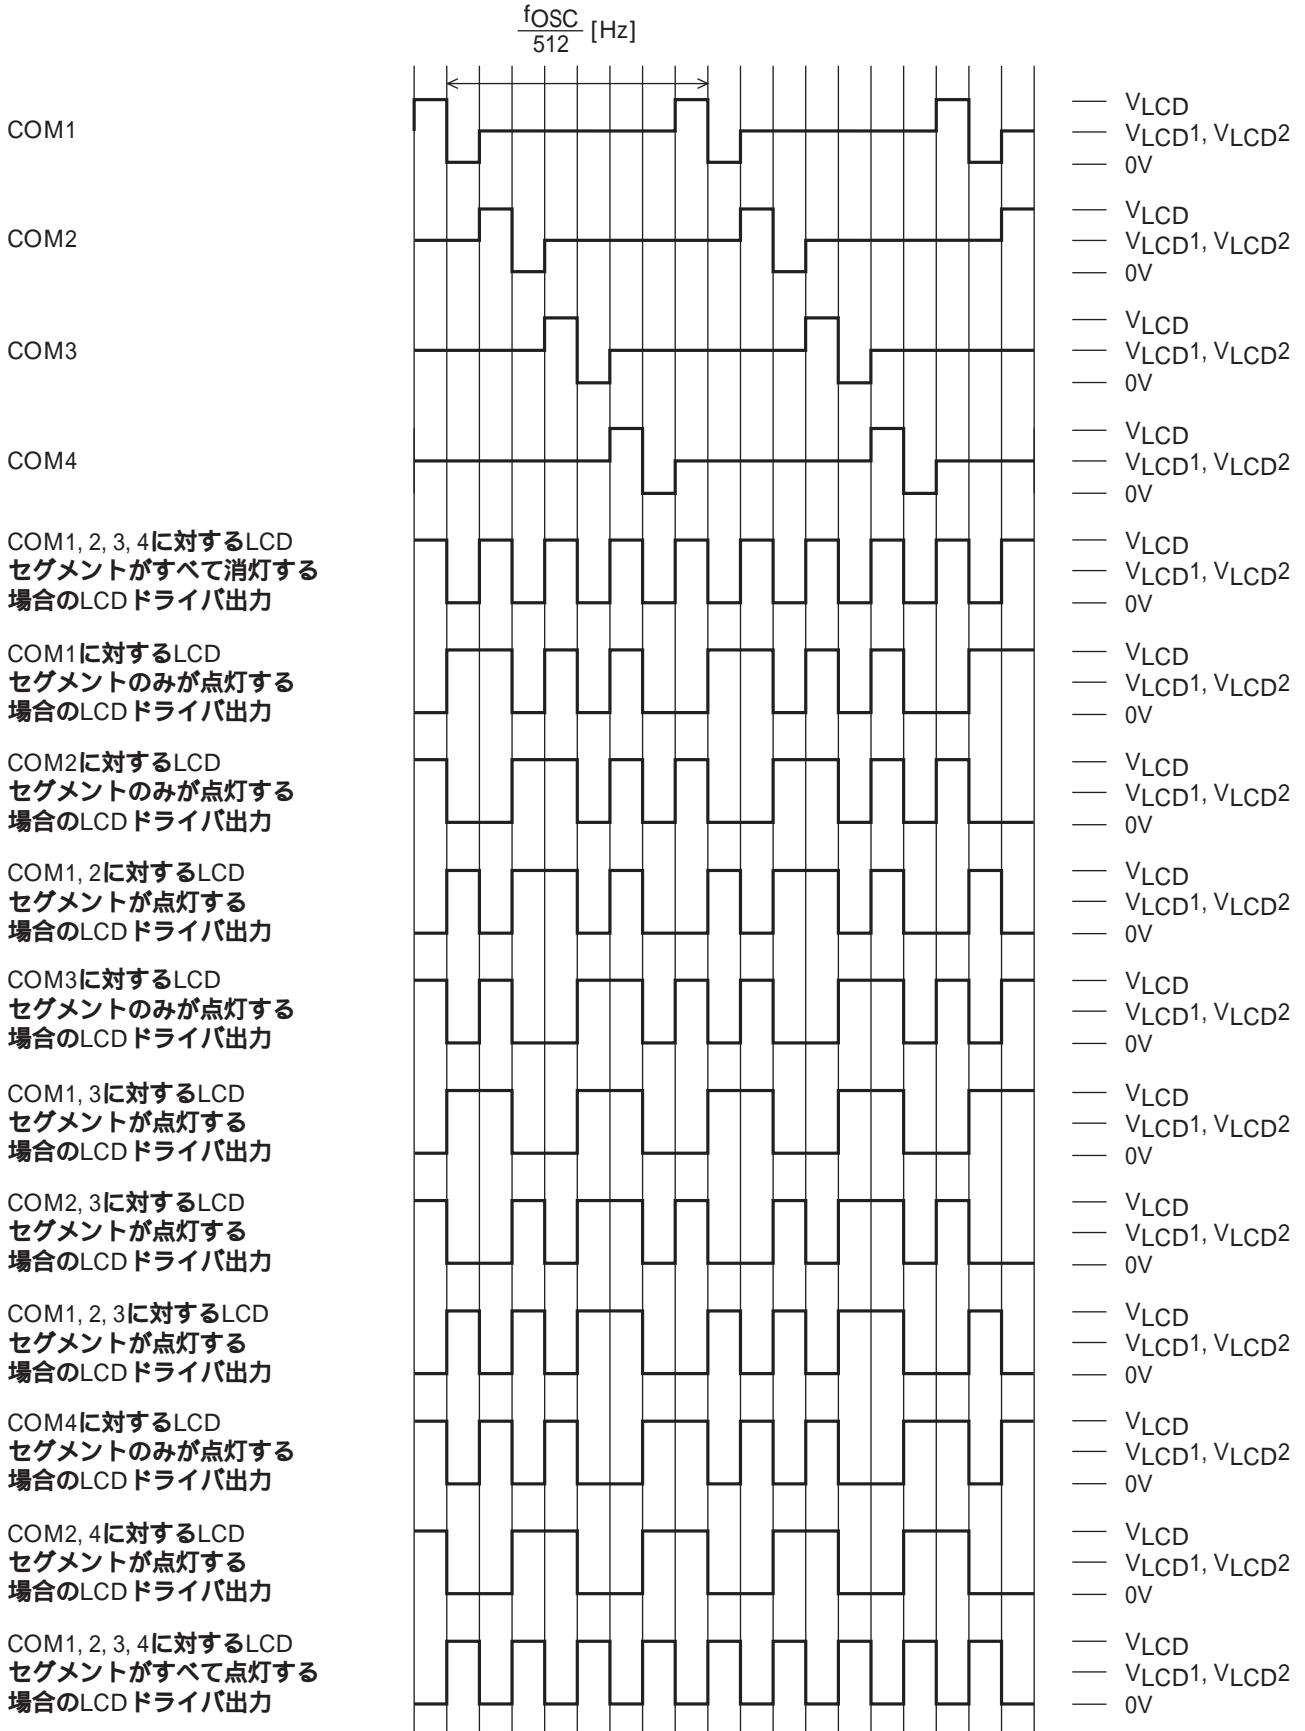 fOSC
512
[Hz]
COM1
VLCD
VLCD1, VLCD2
0V
COM2
VLCD
VLCD1, VLCD2
0V
COM3
VLCD
VLCD1, VLCD2
0V
COM4
VLCD
VLCD1, VLCD2
0V
COM1, 2, 3, 4に対するLCD
セグメントがすべて消灯する
場合のLCDドライバ出力
VLCD
VLCD1, VLCD2
0V
COM1に対するLCD
セグメントのみが点灯する
場合のLCDドライバ出力
VLCD
VLCD1, VLCD2
0V
COM2に対するLCD
セグメントのみが点灯する
場合のLCDドライバ出力
VLCD
VLCD1, VLCD2
0V
COM1, 2に対するLCD
セグメントが点灯する
場合のLCDドライバ出力
VLCD
VLCD1, VLCD2
0V
COM3に対するLCD
セグメントのみが点灯する
場合のLCDドライバ出力
VLCD
VLCD1, VLCD2
0V
COM1, 3に対するLCD
セグメントが点灯する
場合のLCDドライバ出力
VLCD
VLCD1, VLCD2
0V
COM2, 3に対するLCD
セグメントが点灯する
場合のLCDドライバ出力
VLCD
VLCD1, VLCD2
0V
COM1, 2, 3に対するLCD
セグメントが点灯する
場合のLCDドライバ出力
VLCD
VLCD1, VLCD2
0V
COM4に対するLCD
セグメントのみが点灯する
場合のLCDドライバ出力
VLCD
VLCD1, VLCD2
0V
COM2, 4に対するLCD
セグメントが点灯する
場合のLCDドライバ出力
VLCD
VLCD1, VLCD2
0V
COM1, 2, 3, 4に対するLCD
セグメントがすべて点灯する
場合のLCDドライバ出力
VLCD
VLCD1, VLCD2
0V